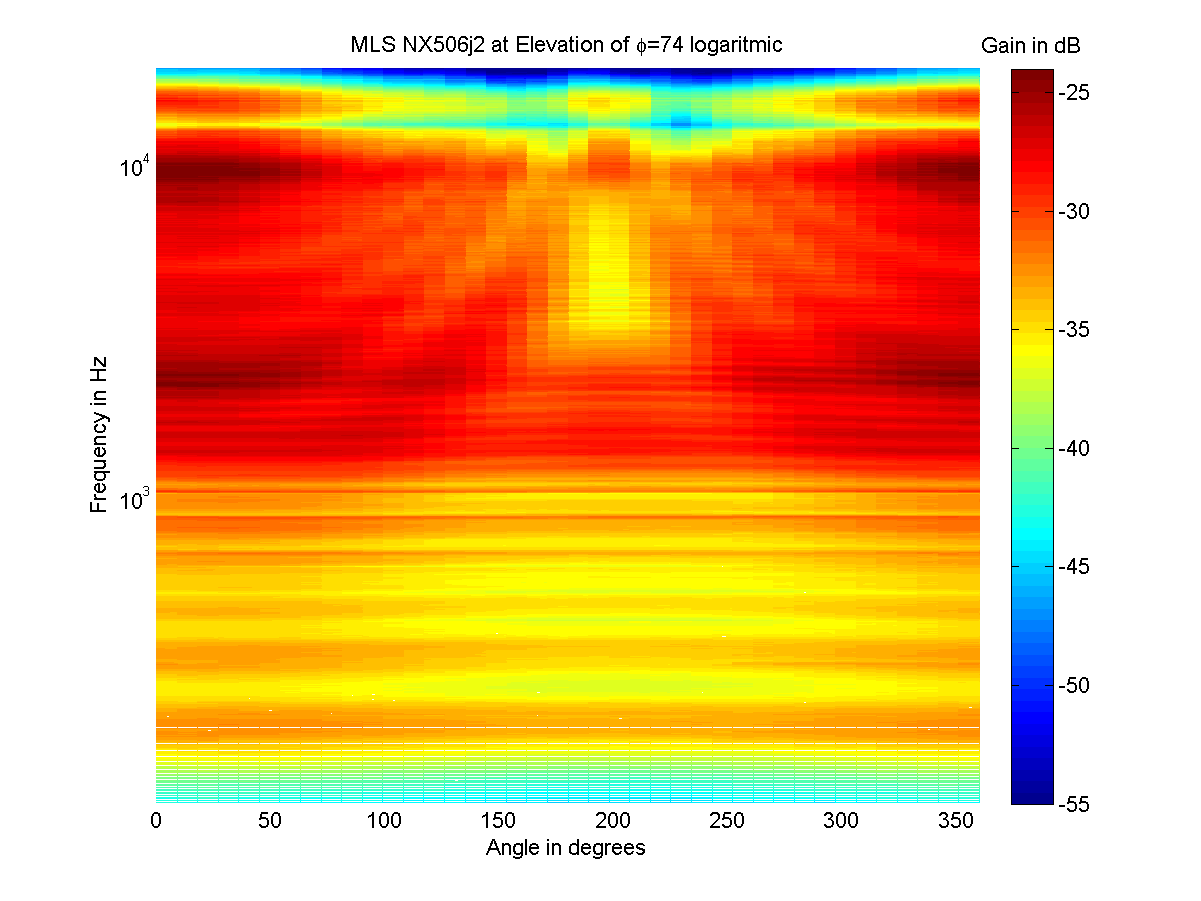 MLS NX506j2 at Elevation of ϕ=74 logaritmic
Gain in dB
-25
-30
-35
-40
-45
-50
-55
10^4
10^3
Frequency in Hz
0 50 100 150 200 250 300 350
Angle in degrees